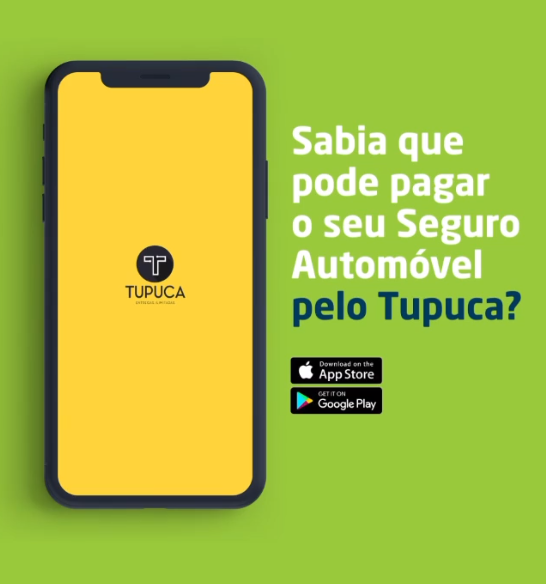 Sabia que
pode pagar
o seu Seguro
Automóvel
pelo Tupuca?
TUPUCA
Download on the
App Store
GET IT ON
Google Play